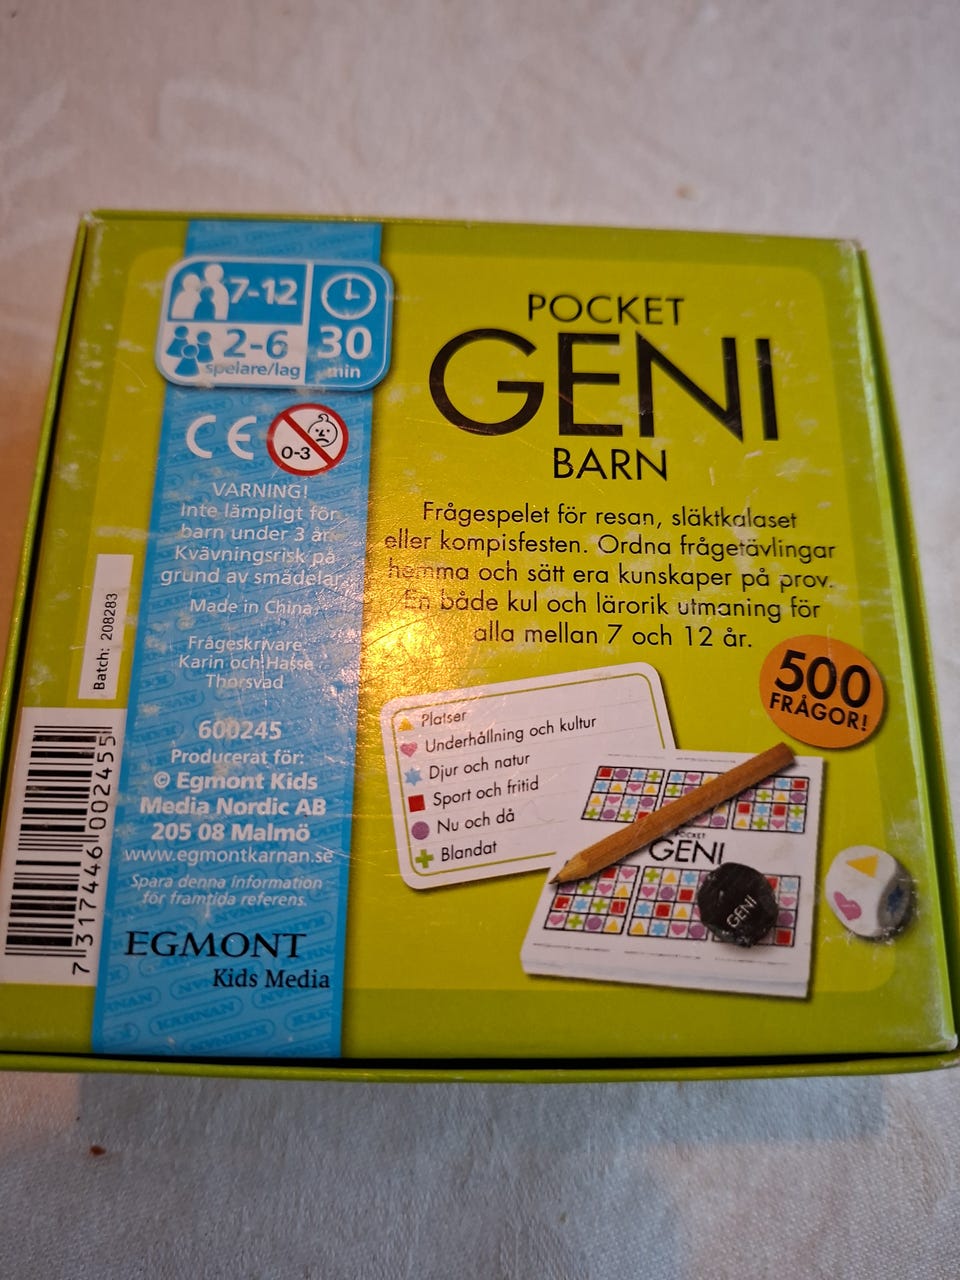 7-12
2-6
spelare/lag
30
min
CE
0-3
VARNING!
Inte lämpligt för
barn under 3 år.
Kvävningsrisk på
grund av smådelar.
Made in China.
Frågeskrivare:
Karin och Hasse
Thorsvad
600245
Producerat för:
© Egmont Kids
Media Nordic AB
205 08 Malmö
www.egmontkarnan.se
Spara denna information
för framtida referens.
EGMONT
Kids Media
Batch: 208283
7 317446 002455
POCKET
GENI
BARN
Frågespelet för resan, släktkalaset
eller kompisfesten. Ordna frågetävlingar
hemma och sätt era kunskaper på prov.
En både kul och lärorik utmaning för
alla mellan 7 och 12 år.
500
FRÅGOR!
Platser
Underhållning och kultur
Djur och natur
Sport och fritid
Nu och då
Blandat
POCKET
GENI
GENI
KÄRNAN KÄRNAN KÄRNAN